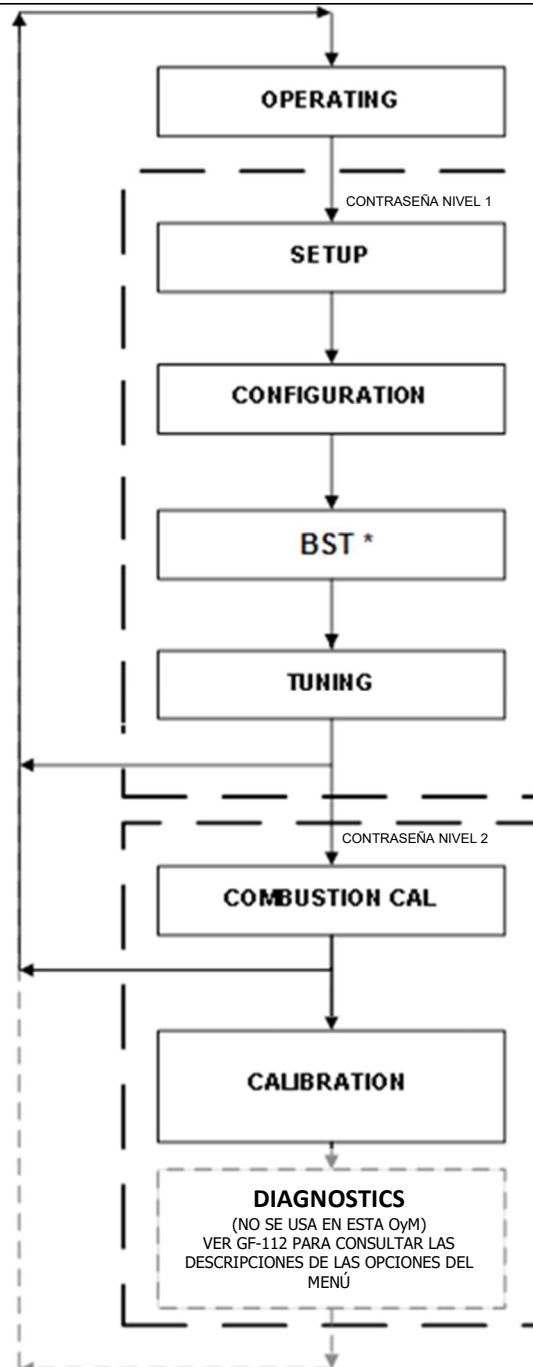 OPERATING
CONTRASEÑA NIVEL 1
SETUP
CONFIGURATION
BST *
TUNING
CONTRASEÑA NIVEL 2
COMBUSTION CAL
CALIBRATION
DIAGNOSTICS
(NO SE USA EN ESTA OyM)
VER GF-112 PARA CONSULTAR LAS
DESCRIPCIONES DE LAS OPCIONES DEL
MENÚ